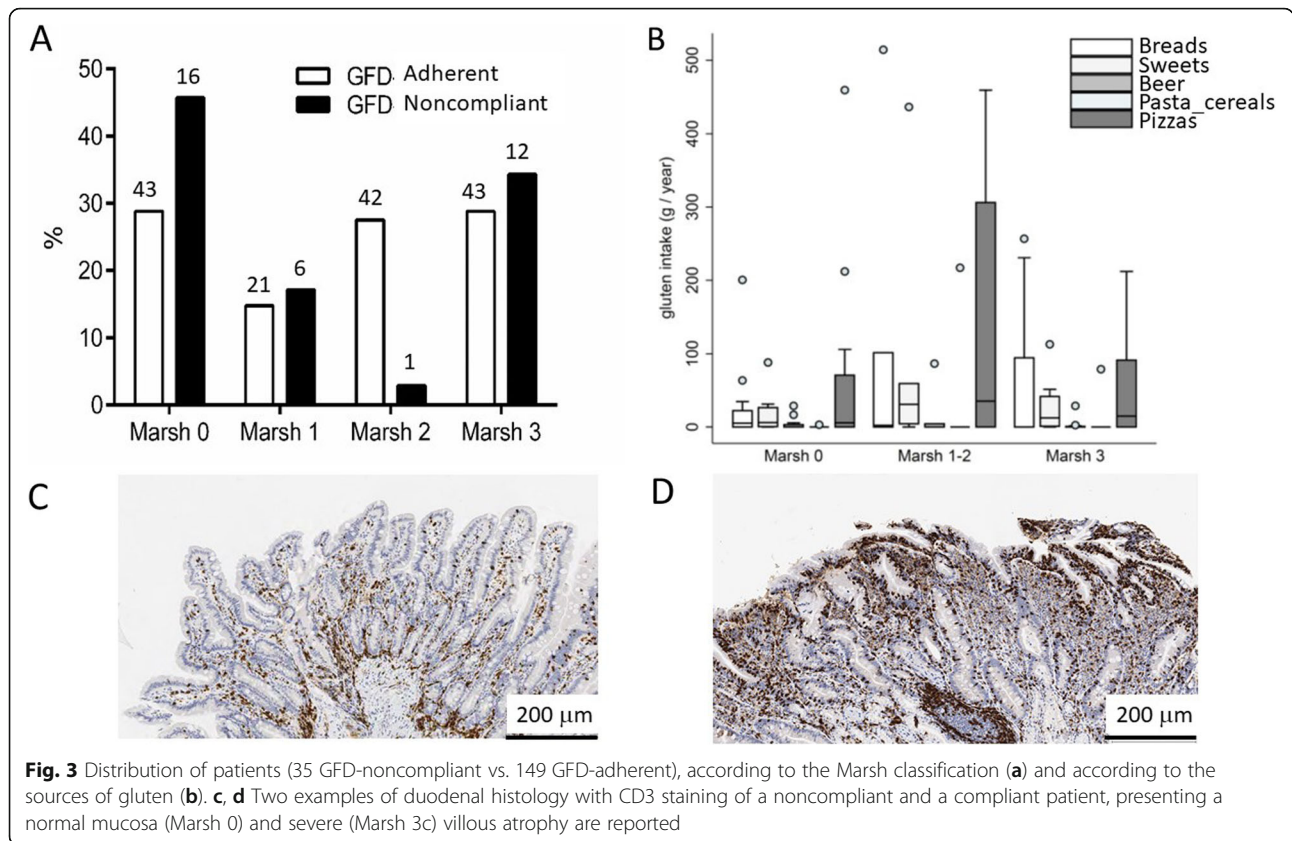 A
50
40
30
20
10
0
%
GFD- Adherent
GFD- Noncompliant
43
16
21
6
42
1
43
12
Marsh 0
Marsh 1
Marsh 2
Marsh 3
B
500
400
300
200
100
0
gluten intake (g / year)
Breads
Sweets
Beer
Pasta_cereals
Pizzas
Marsh 0
Marsh 1-2
Marsh 3
C
200 μm
D
200 μm
Fig. 3 Distribution of patients (35 GFD-noncompliant vs. 149 GFD-adherent), according to the Marsh classification (a) and according to the
sources of gluten (b). c, d Two examples of duodenal histology with CD3 staining of a noncompliant and a compliant patient, presenting a
normal mucosa (Marsh 0) and severe (Marsh 3c) villous atrophy are reported